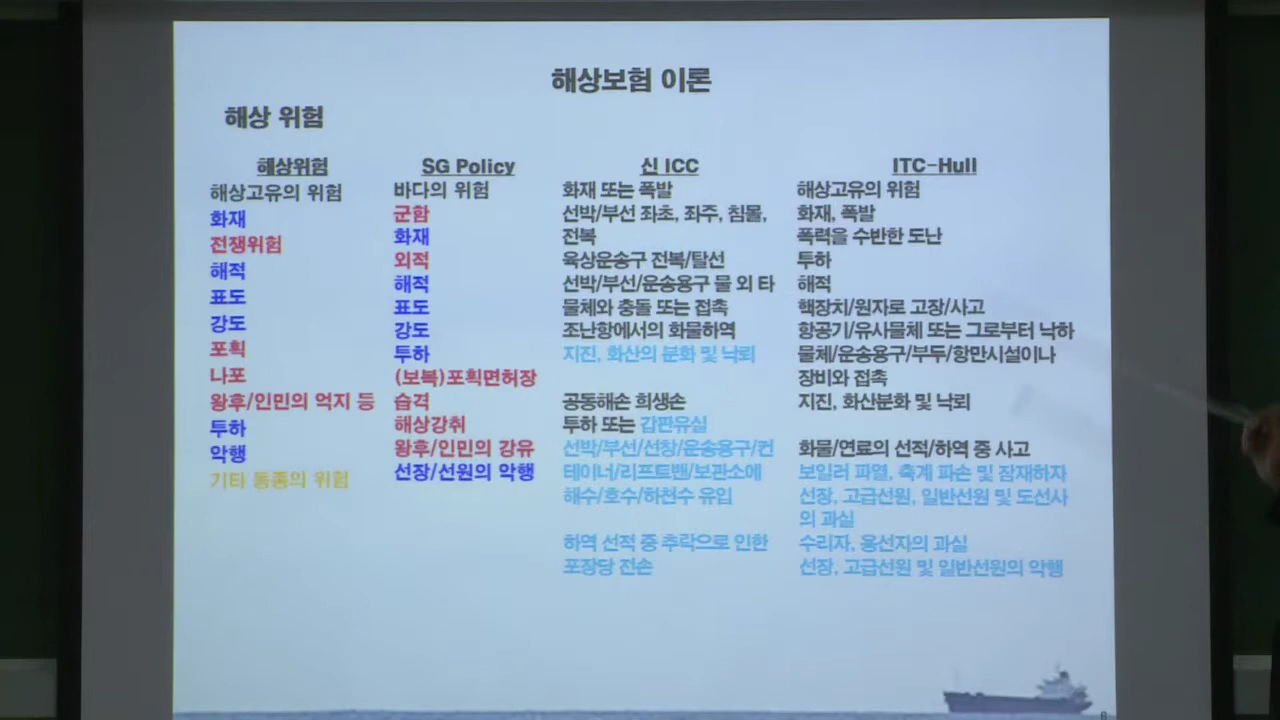 해상보험 이론
해상 위험
해상위험
해상고유의 위험
화재
전쟁위험
해적
표도
강도
포획
나포
왕후/인민의 억지 등
투하
악행
기타 동종의 위험
SG Policy
바다의 위험
군함
화재
외적
해적
표도
강도
투하
(보복)포획면허장
습격
해상강취
왕후/인민의 강유
선장/선원의 악행
신 ICC
화재 또는 폭발
선박/부선 좌초, 좌주, 침몰,
전복
육상운송구 전복/탈선
선박/부선/운송용구 물 외 타
물체와 충돌 또는 접촉
조난항에서의 화물하역
지진, 화산의 분화 및 낙뢰
공동해손 희생손
투하 또는 갑판유실
선박/부선/선창/운송용구/컨
테이너/리프트밴/보관소에
해수/호수/하천수 유입
하역 선적 중 추락으로 인한
포장당 전손
ITC-Hull
해상고유의 위험
화재, 폭발
폭력을 수반한 도난
투하
해적
핵장치/원자로 고장/사고
항공기/유사물체 또는 그로부터 낙하
물체/운송용구/부두/항만시설이나
장비와 접촉
지진, 화산분화 및 낙뢰
화물/연료의 선적/하역 중 사고
보일러 파열, 축계 파손 및 잠재하자
선장, 고급선원, 일반선원 및 도선사
의 과실
수리자, 용선자의 과실
선장, 고급선원 및 일반선원의 악행